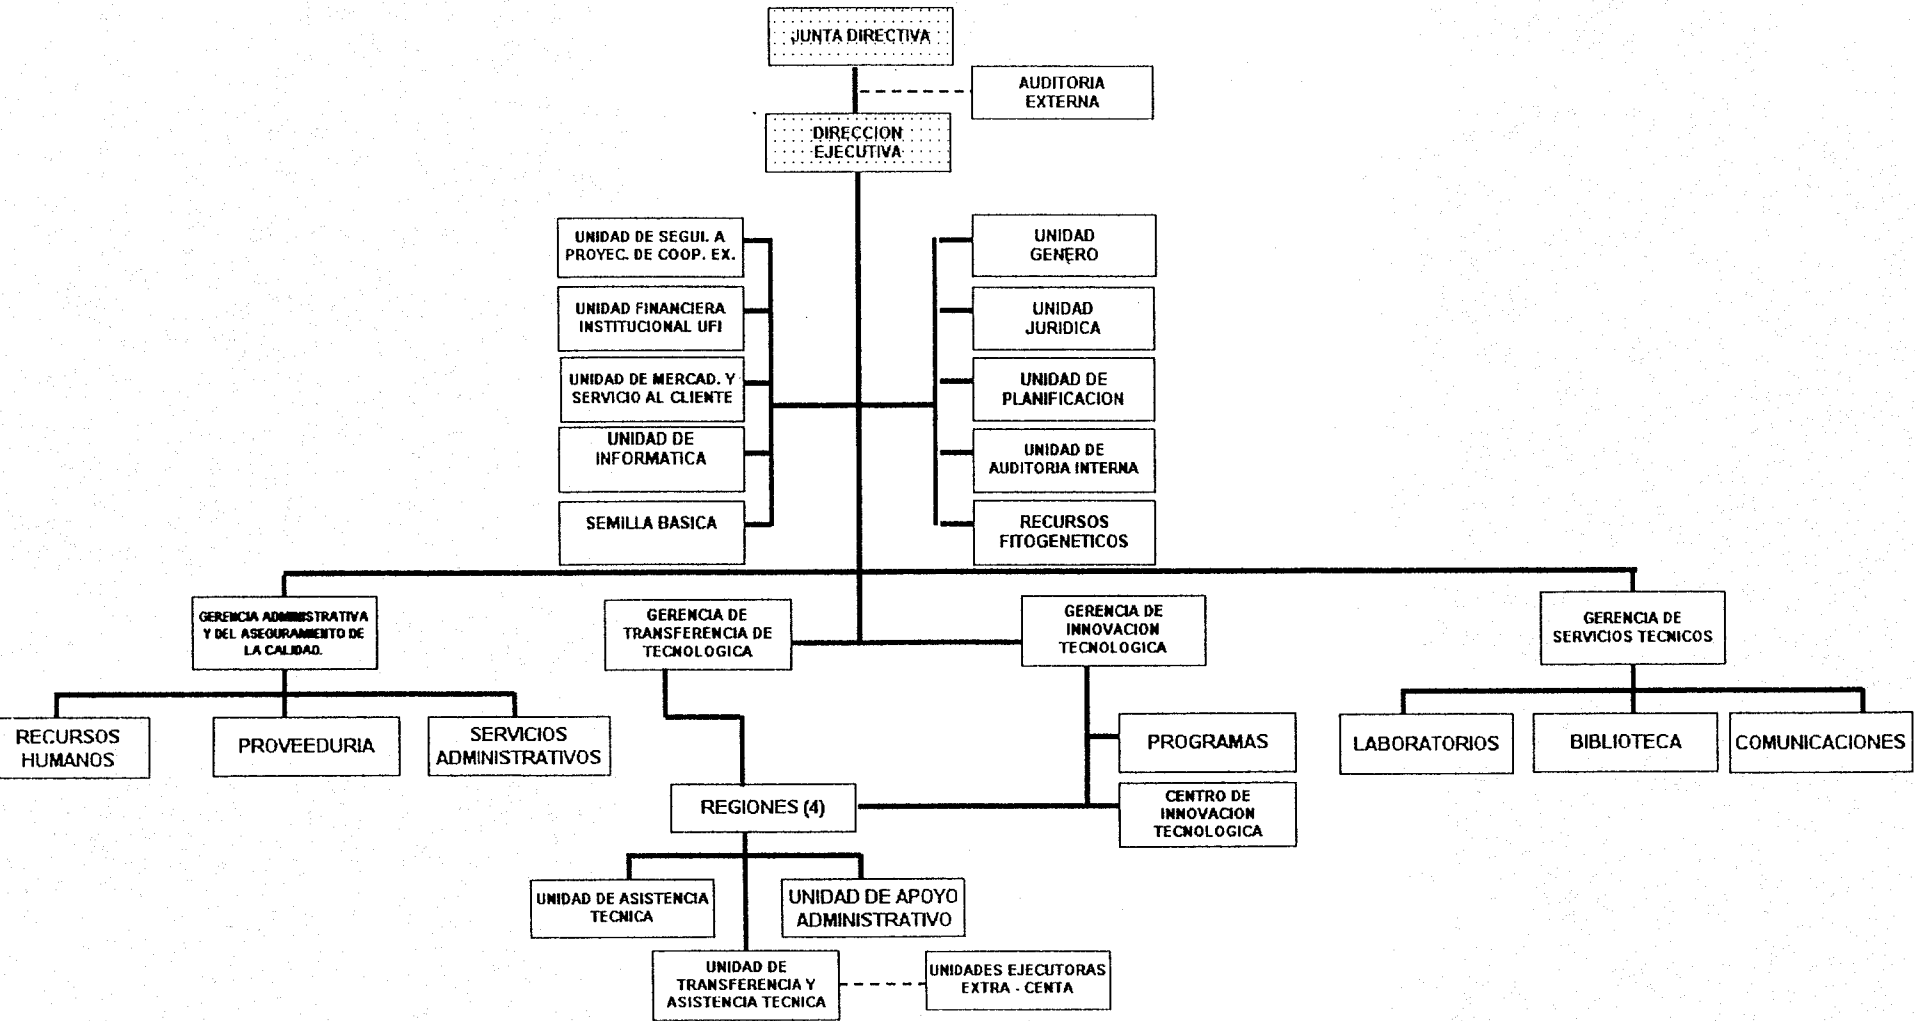 JUNTA DIRECTIVA
AUDITORIA
EXTERNA
DIRECCION
EJECUTIVA
UNIDAD DE SEGUI. A
PROYEC. DE COOP. EX.
UNIDAD FINANCIERA
INSTITUCIONAL UFI
UNIDAD DE MERCAD. Y
SERVICIO AL CLIENTE
UNIDAD DE
INFORMATICA
SEMILLA BASICA
UNIDAD
GENERO
UNIDAD
JURIDICA
UNIDAD DE
PLANIFICACION
UNIDAD DE
AUDITORIA INTERNA
RECURSOS
FITOGENETICOS
GERENCIA ADMINISTRATIVA
Y DEL ASEGURAMIENTO DE
LA CALIDAD.
GERENCIA DE
TRANSFERENCIA DE
TECNOLOGICA
GERENCIA DE
INNOVACION
TECNOLOGICA
GERENCIA DE
SERVICIOS TECNICOS
RECURSOS
HUMANOS
PROVEEDURIA
SERVICIOS
ADMINISTRATIVOS
PROGRAMAS
CENTRO DE
INNOVACION
TECNOLOGICA
LABORATORIOS
BIBLIOTECA
COMUNICACIONES
REGIONES (4)
UNIDAD DE ASISTENCIA
TECNICA
UNIDAD DE APOYO
ADMINISTRATIVO
UNIDAD DE
TRANSFERENCIA Y
ASISTENCIA TECNICA
UNIDADES EJECUTORAS
EXTRA - CENTA